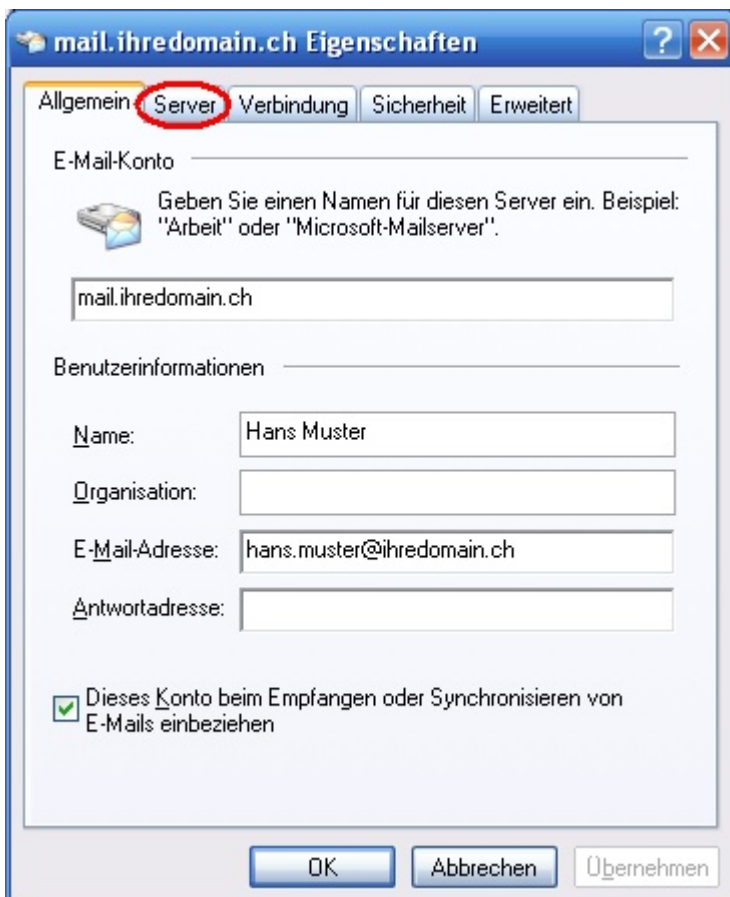 mail.ihredomain.ch Eigenschaften
Allgemein Server Verbindung Sicherheit Erweitert
E-Mail-Konto
Geben Sie einen Namen für diesen Server ein. Beispiel:
"Arbeit" oder "Microsoft-Mailserver".
mail.ihredomain.ch
Benutzerinformationen
Name: Hans Muster
Organisation:
E-Mail-Adresse: hans.muster@ihredomain.ch
Antwortadresse:
Dieses Konto beim Empfangen oder Synchronisieren von
E-Mails einbeziehen
OK Abbrechen Übernehmen